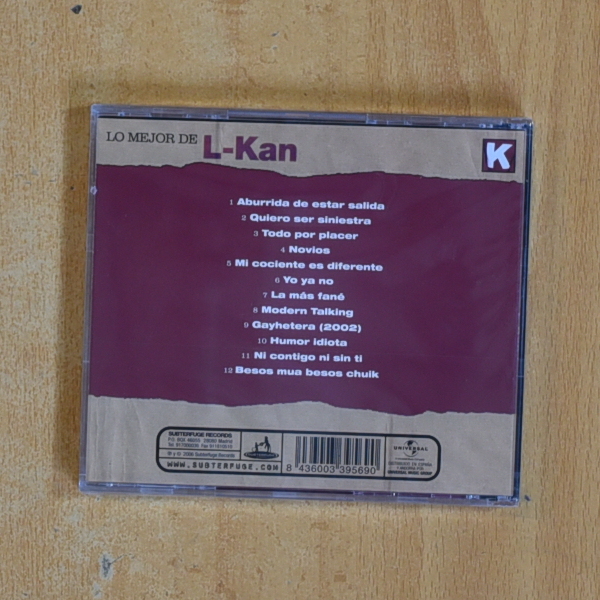 LO MEJOR DE L-Kan
K
1 Aburrida de estar salida
2 Quiero ser siniestra
3 Todo por placer
4 Novios
5 Mi cociente es diferente
6 Yo ya no
7 La más fané
8 Modern Talking
9 Gayhetera (2002)
10 Humor idiota
11 Ni contigo ni sin ti
12 Besos mua besos chuik
SUBTERFUGE RECORDS
Madrid
Subterfuge Records
WWW.SUBTERFUGE.COM
8 436003 395690
UNIVERSAL